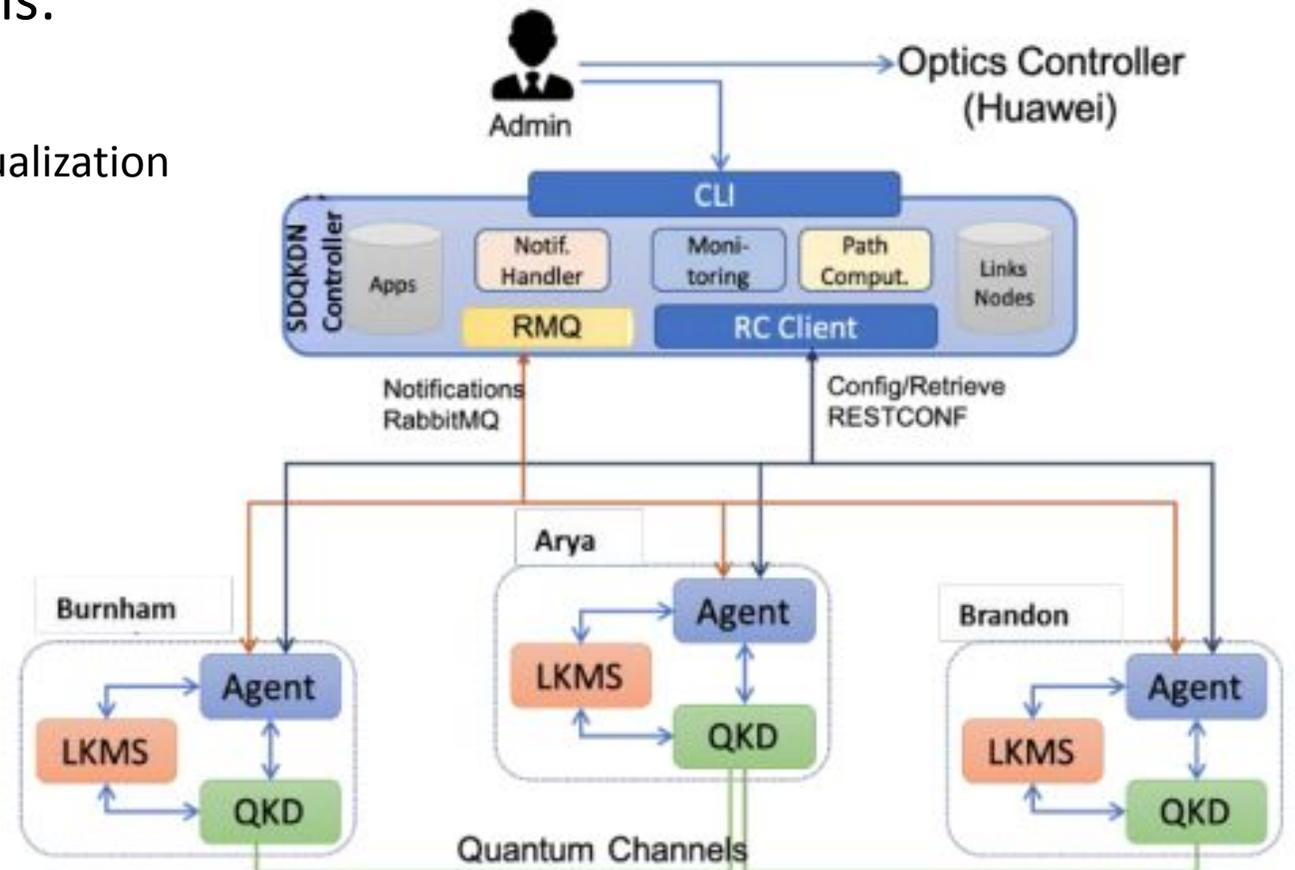 ns:
Admin
Optics Controller
(Huawei)
ualization
CLI
SDQKDN
Controller
Apps
Notif.
Handler
Moni-
toring
Path
Comput.
Links
Nodes
RMQ
RC Client
Notifications
RabbitMQ
Config/Retrieve
RESTCONF
Burnham
Agent
LKMS
QKD
Arya
Agent
LKMS
QKD
Brandon
Agent
LKMS
QKD
Quantum Channels